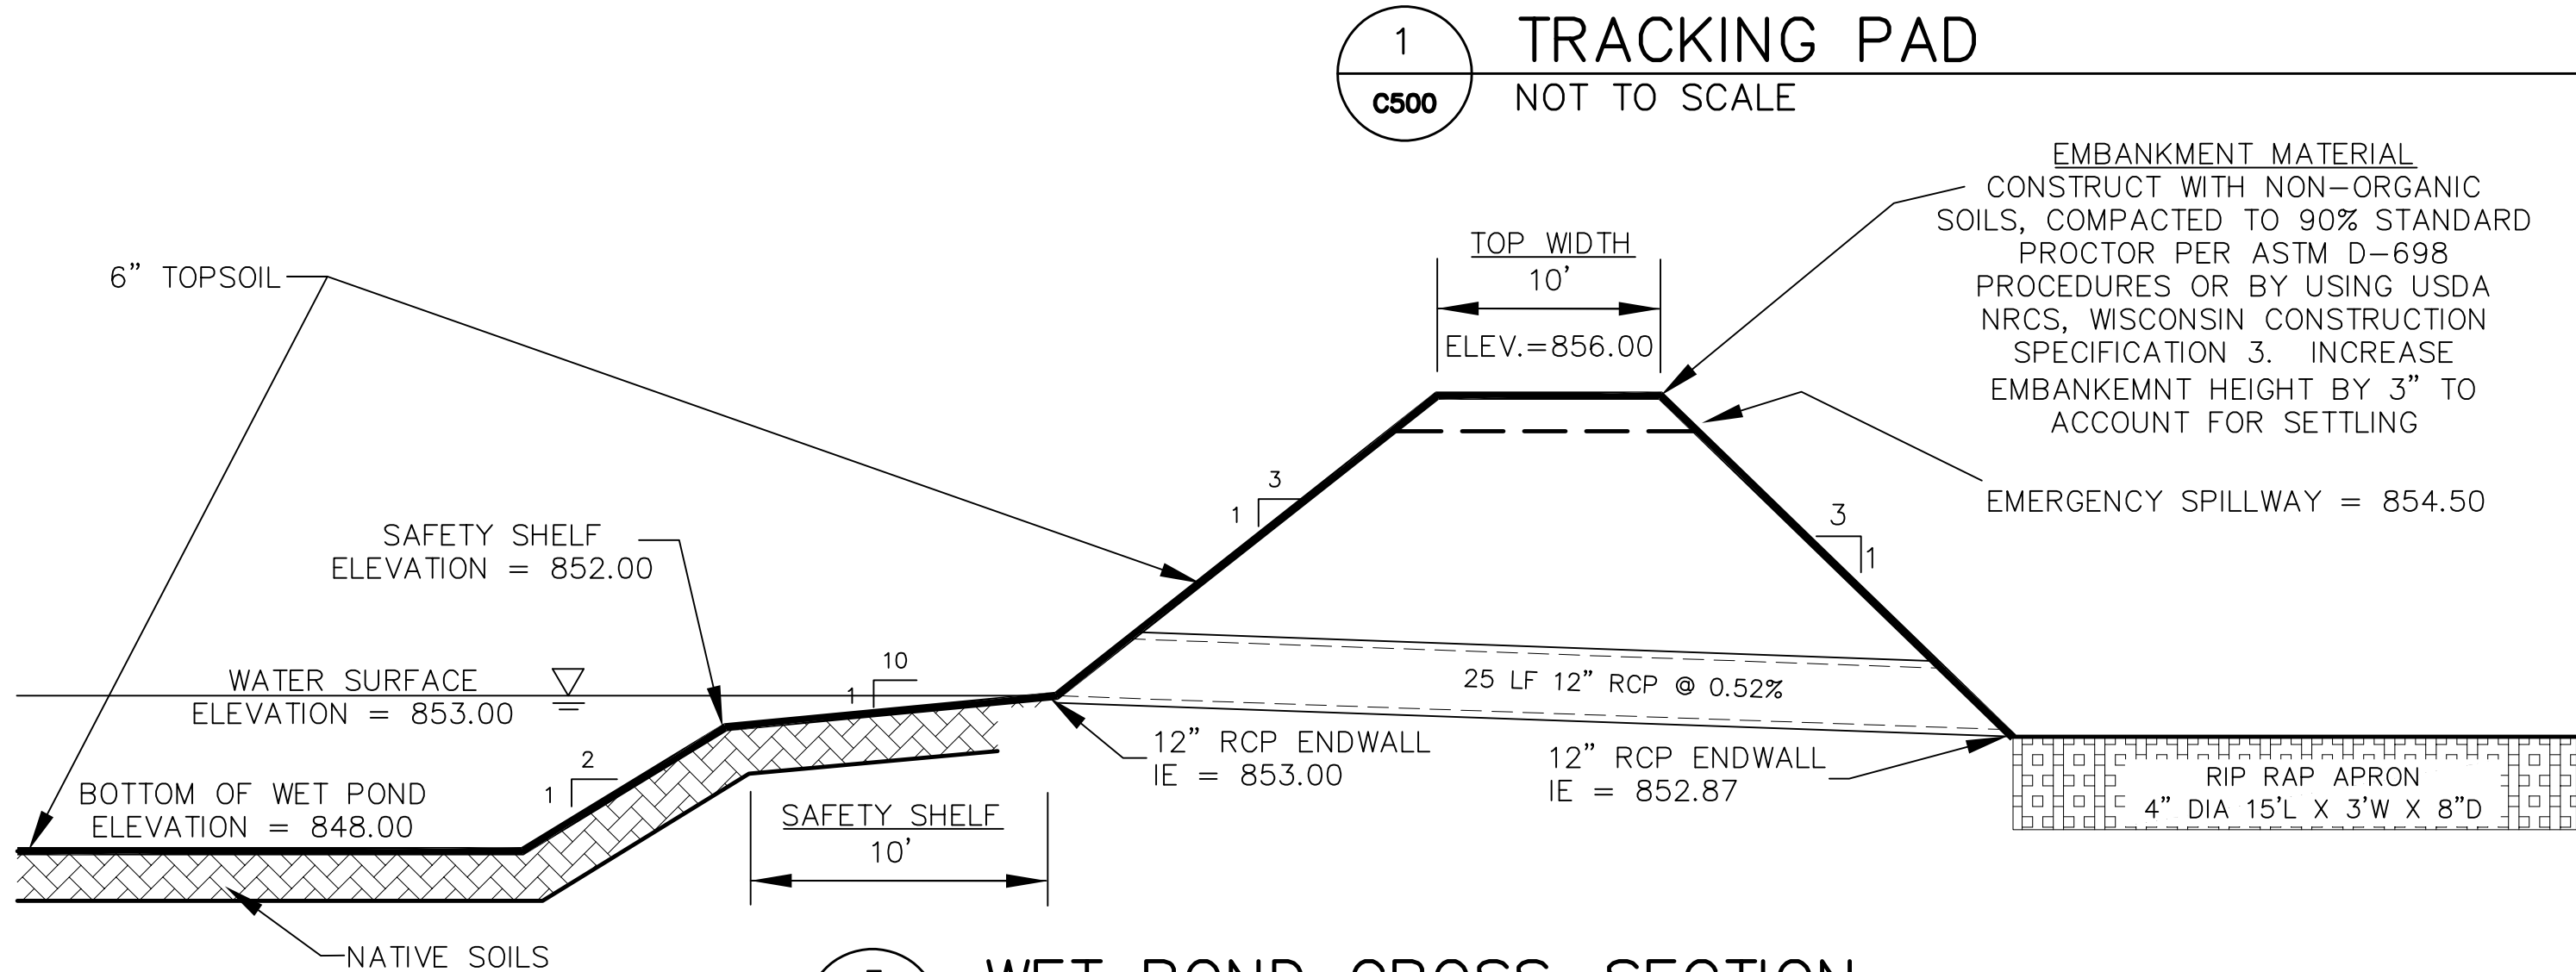 1
C500
TRACKING PAD
NOT TO SCALE
EMBANKMENT MATERIAL
CONSTRUCT WITH NON-ORGANIC
SOILS, COMPACTED TO 90% STANDARD
PROCTOR PER ASTM D-698
PROCEDURES OR BY USING USDA
NRCS, WISCONSIN CONSTRUCTION
SPECIFICATION 3. INCREASE
EMBANKEMNT HEIGHT BY 3" TO
ACCOUNT FOR SETTLING
TOP WIDTH
10'
ELEV.=856.00
6" TOPSOIL
EMERGENCY SPILLWAY = 854.50
3
1
3
1
SAFETY SHELF
ELEVATION = 852.00
WATER SURFACE
ELEVATION = 853.00
10
1
25 LF 12" RCP @ 0.52%
2
1
BOTTOM OF WET POND
ELEVATION = 848.00
12" RCP ENDWALL
IE = 853.00
12" RCP ENDWALL
IE = 852.87
RIP RAP APRON
4" DIA 15'L X 3'W X 8"D
SAFETY SHELF
10'
NATIVE SOILS
WET POND CROSS SECTION